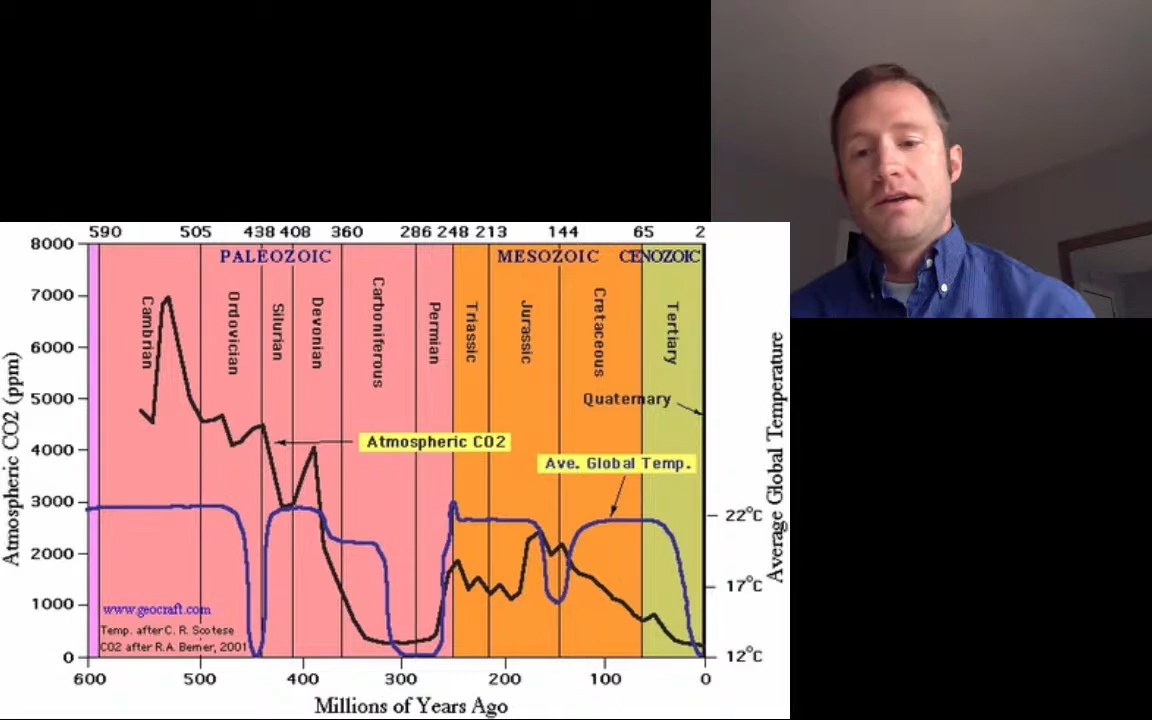 590 505 438 408 360 286 248 213 144 65 2
PALEOZOIC MESOZOIC CENOZOIC
Cambrian
Ordovician
Silurian
Devonian
Carboniferous
Permian
Triassic
Jurassic
Cretaceous
Tertiary
Quaternary
Atmospheric CO2
Ave. Global Temp.
8000
7000
6000
5000
4000
3000
2000
1000
0
Atmospheric CO2 (ppm)
22°C
17°C
12°C
Average Global Temperature
www.geocraft.com
Temp. after C. R. Scotese
CO2 after R.A. Berner, 2001
600 500 400 300 200 100 0
Millions of Years Ago